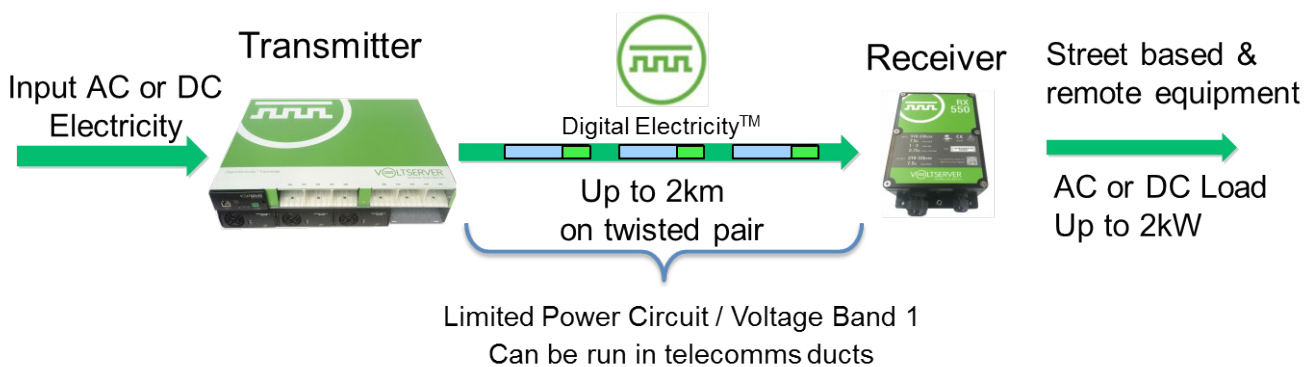 Transmitter
Input AC or DC
Electricity
VOLTSERVER
Digital Electricity™
Up to 2km
on twisted pair
Receiver
RX
550
VOLTSERVER
Street based &
remote equipment
AC or DC Load
Up to 2kW
Limited Power Circuit / Voltage Band 1
Can be run in telecomms ducts